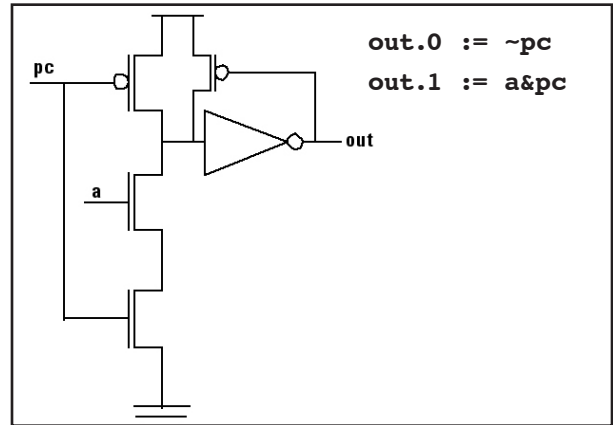 out.0 := ~pc
pc
out.1 := a&pc
out
a